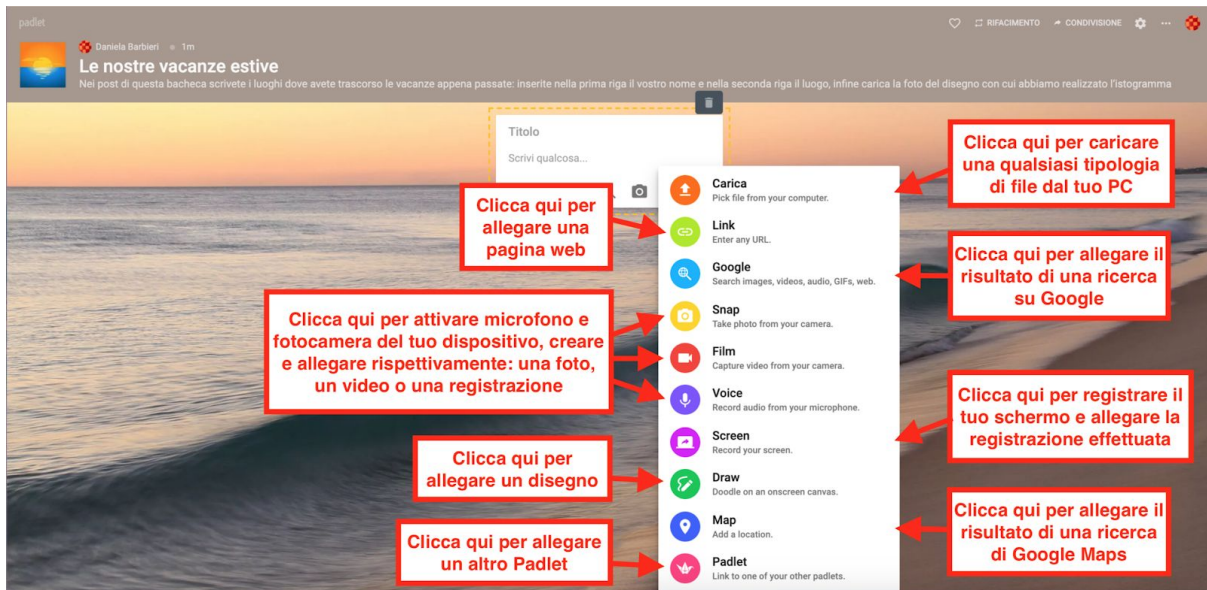 padlet
RIFACIMENTO
CONDIVISIONE
Daniela Barbieri • 1m
Le nostre vacanze estive
Nei post di questa bacheca scrivete i luoghi dove avete trascorso le vacanze appena passate: inserite nella prima riga il vostro nome e nella seconda riga il luogo, infine carica la foto del disegno con cui abbiamo realizzato l'istogramma
Titolo
Scrivi qualcosa...
Carica
Pick file from your computer.
Link
Enter any URL.
Google
Search images, videos, audio, GIFs, web.
Snap
Take photo from your camera.
Film
Capture video from your camera.
Voice
Record audio from your microphone.
Screen
Record your screen.
Draw
Doodle on an onscreen canvas.
Map
Add a location.
Padlet
Link to one of your other padlets.
Clicca qui per
allegare una
pagina web
Clicca qui per attivare microfono e
fotocamera del tuo dispositivo, creare
e allegare rispettivamente: una foto,
un video o una registrazione
Clicca qui per
allegare un disegno
Clicca qui per allegare
un altro Padlet
Clicca qui per caricare
una qualsiasi tipologia
di file dal tuo PC
Clicca qui per allegare il
risultato di una ricerca
su Google
Clicca qui per registrare il
tuo schermo e allegare la
registrazione effettuata
Clicca qui per allegare il
risultato di una ricerca
di Google Maps